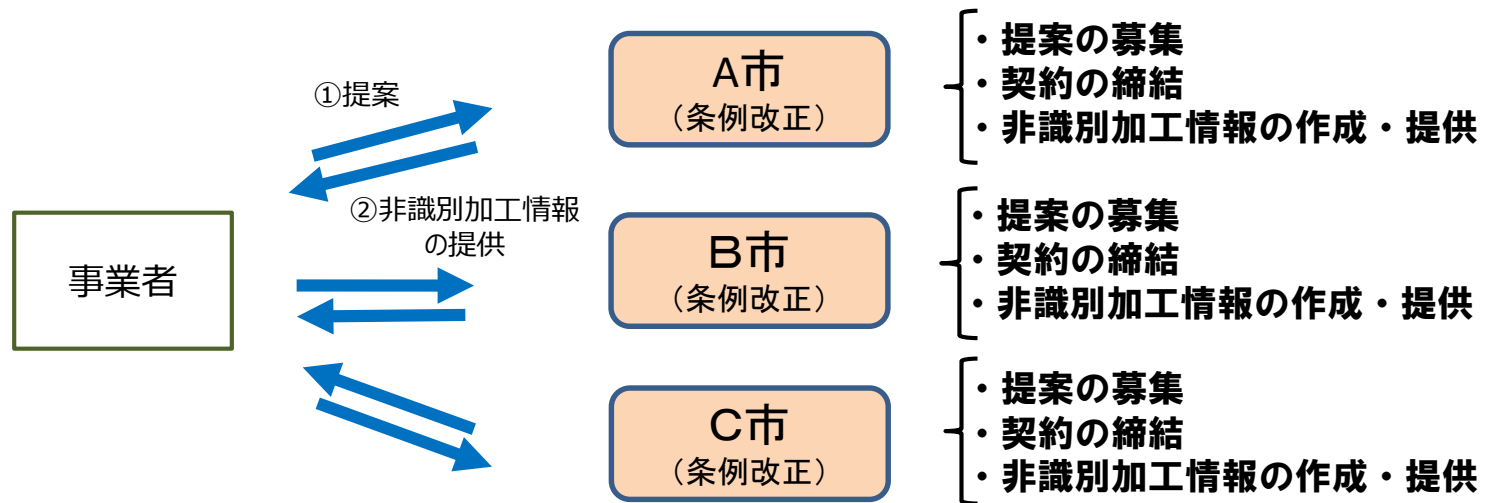 事業者
①提案
②非識別加工情報
の提供
A市
(条例改正)
・提案の募集
・契約の締結
・非識別加工情報の作成・提供
B市
(条例改正)
・提案の募集
・契約の締結
・非識別加工情報の作成・提供
C市
(条例改正)
・提案の募集
・契約の締結
・非識別加工情報の作成・提供